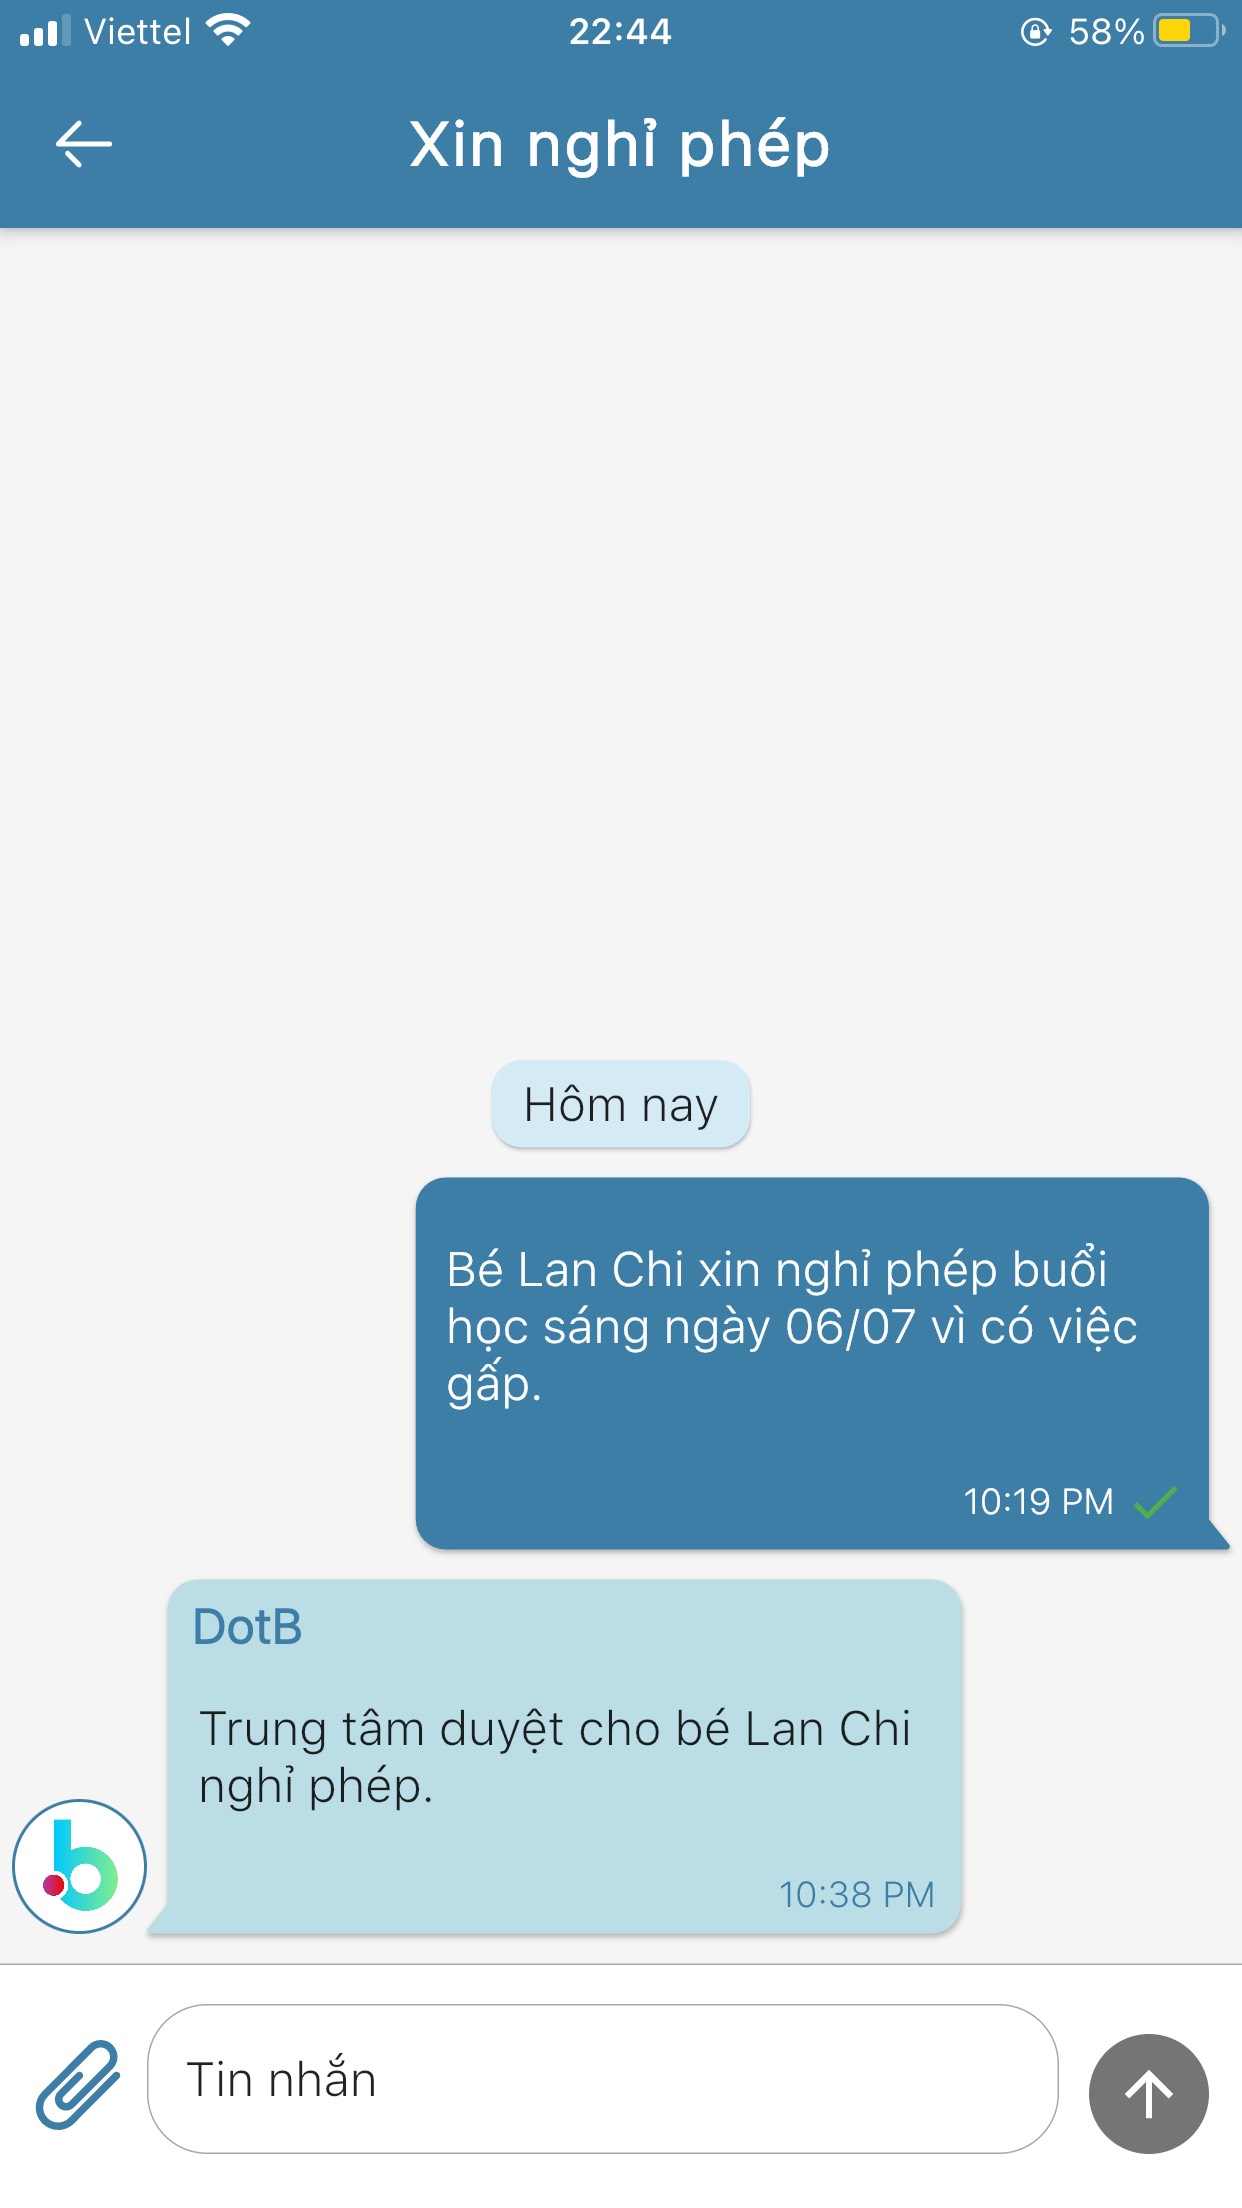 Viettel 22:44 58%
Xin nghỉ phép
Hôm nay
Bé Lan Chi xin nghỉ phép buổi
học sáng ngày 06/07 vì có việc
gấp.
10:19 PM
DotB
Trung tâm duyệt cho bé Lan Chi
nghỉ phép.
b
10:38 PM
Tin nhắn